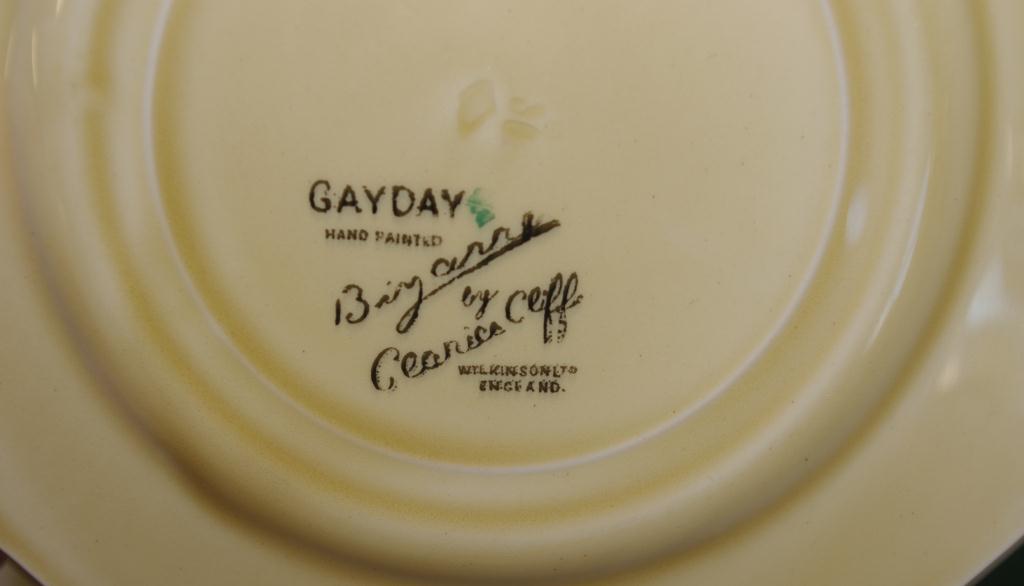 GAYDAY
HAND PAINTED
Bizarre
by
Clarice Cliff
WILKINSON LTD
ENGLAND.